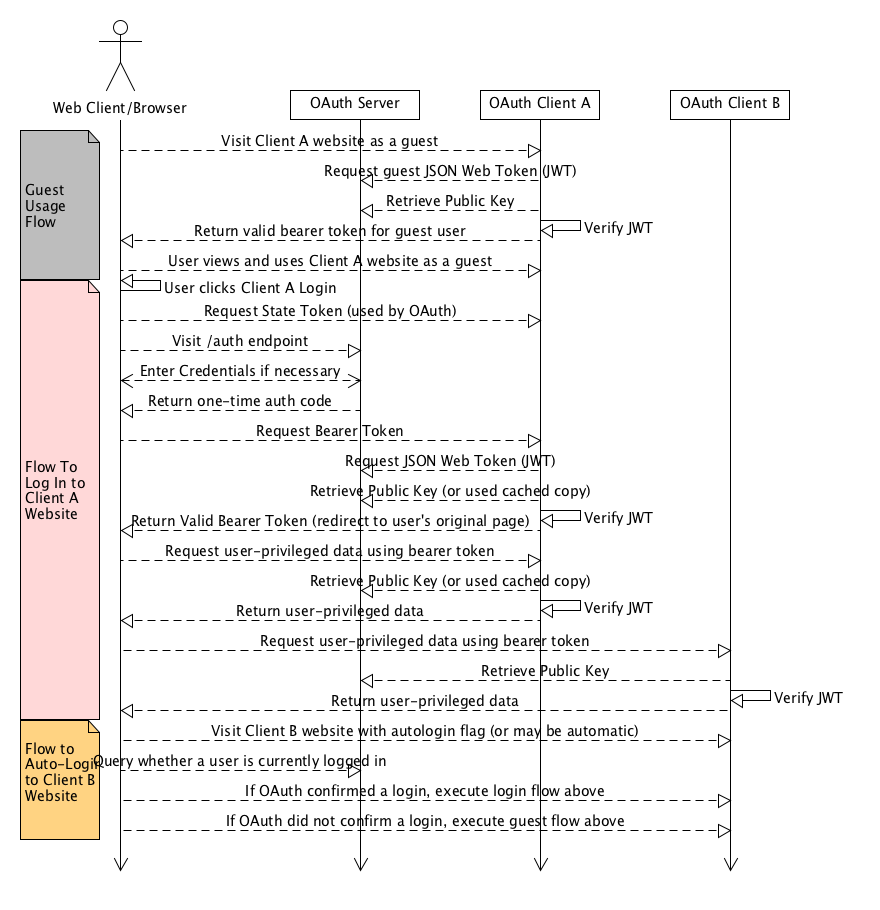 Web Client/Browser
OAuth Server
OAuth Client A
OAuth Client B
Guest
Usage
Flow
Visit Client A website as a guest
Request guest JSON Web Token (JWT)
Retrieve Public Key
Verify JWT
Return valid bearer token for guest user
User views and uses Client A website as a guest
User clicks Client A Login
Flow To
Log In to
Client A
Website
Request State Token (used by OAuth)
Visit /auth endpoint
Enter Credentials if necessary
Return one-time auth code
Request Bearer Token
Request JSON Web Token (JWT)
Retrieve Public Key (or used cached copy)
Verify JWT
Return Valid Bearer Token (redirect to user's original page)
Request user-privileged data using bearer token
Retrieve Public Key (or used cached copy)
Verify JWT
Return user-privileged data
Request user-privileged data using bearer token
Retrieve Public Key
Verify JWT
Return user-privileged data
Flow to
Auto-Login
to Client B
Website
Visit Client B website with autologin flag (or may be automatic)
Query whether a user is currently logged in
If OAuth confirmed a login, execute login flow above
If OAuth did not confirm a login, execute guest flow above